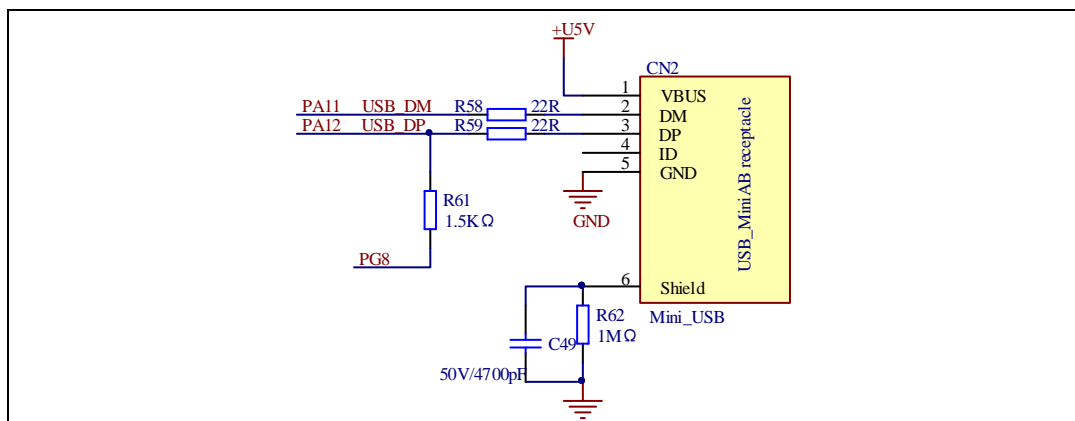 +U5V
CN2
1 VBUS
PA11 USB_DM R58 22R 2 DM
PA12 USB_DP R59 22R 3 DP
4 ID
5 GND
USB_MiniAB receptacle
R61
1.5KΩ
GND
PG8
6 Shield
R62
1MΩ
Mini_USB
C49
50V/4700pF